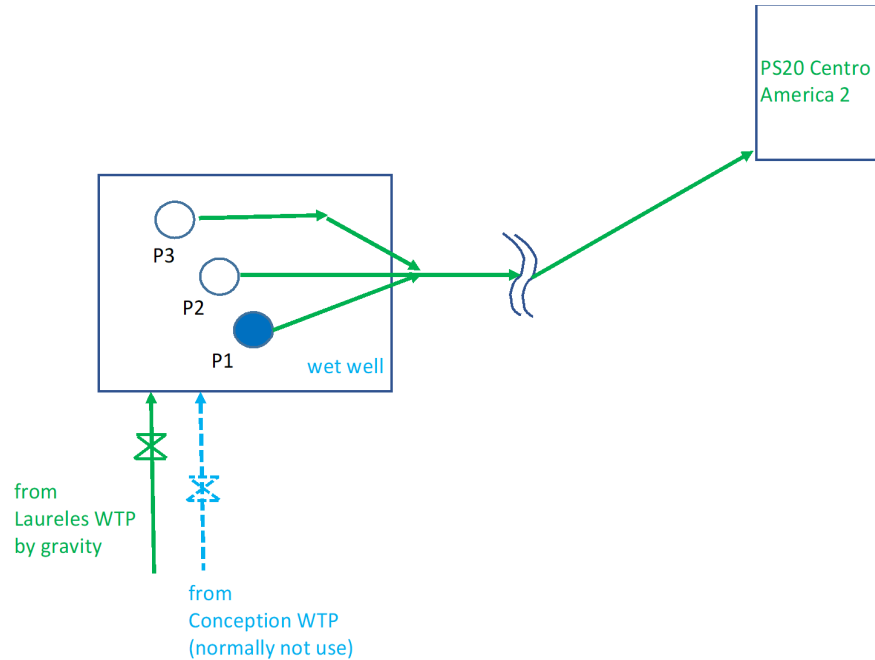 PS20 Centro
America 2
P3
P2
P1
wet well
from
Laureles WTP
by gravity
from
Conception WTP
(normally not use)